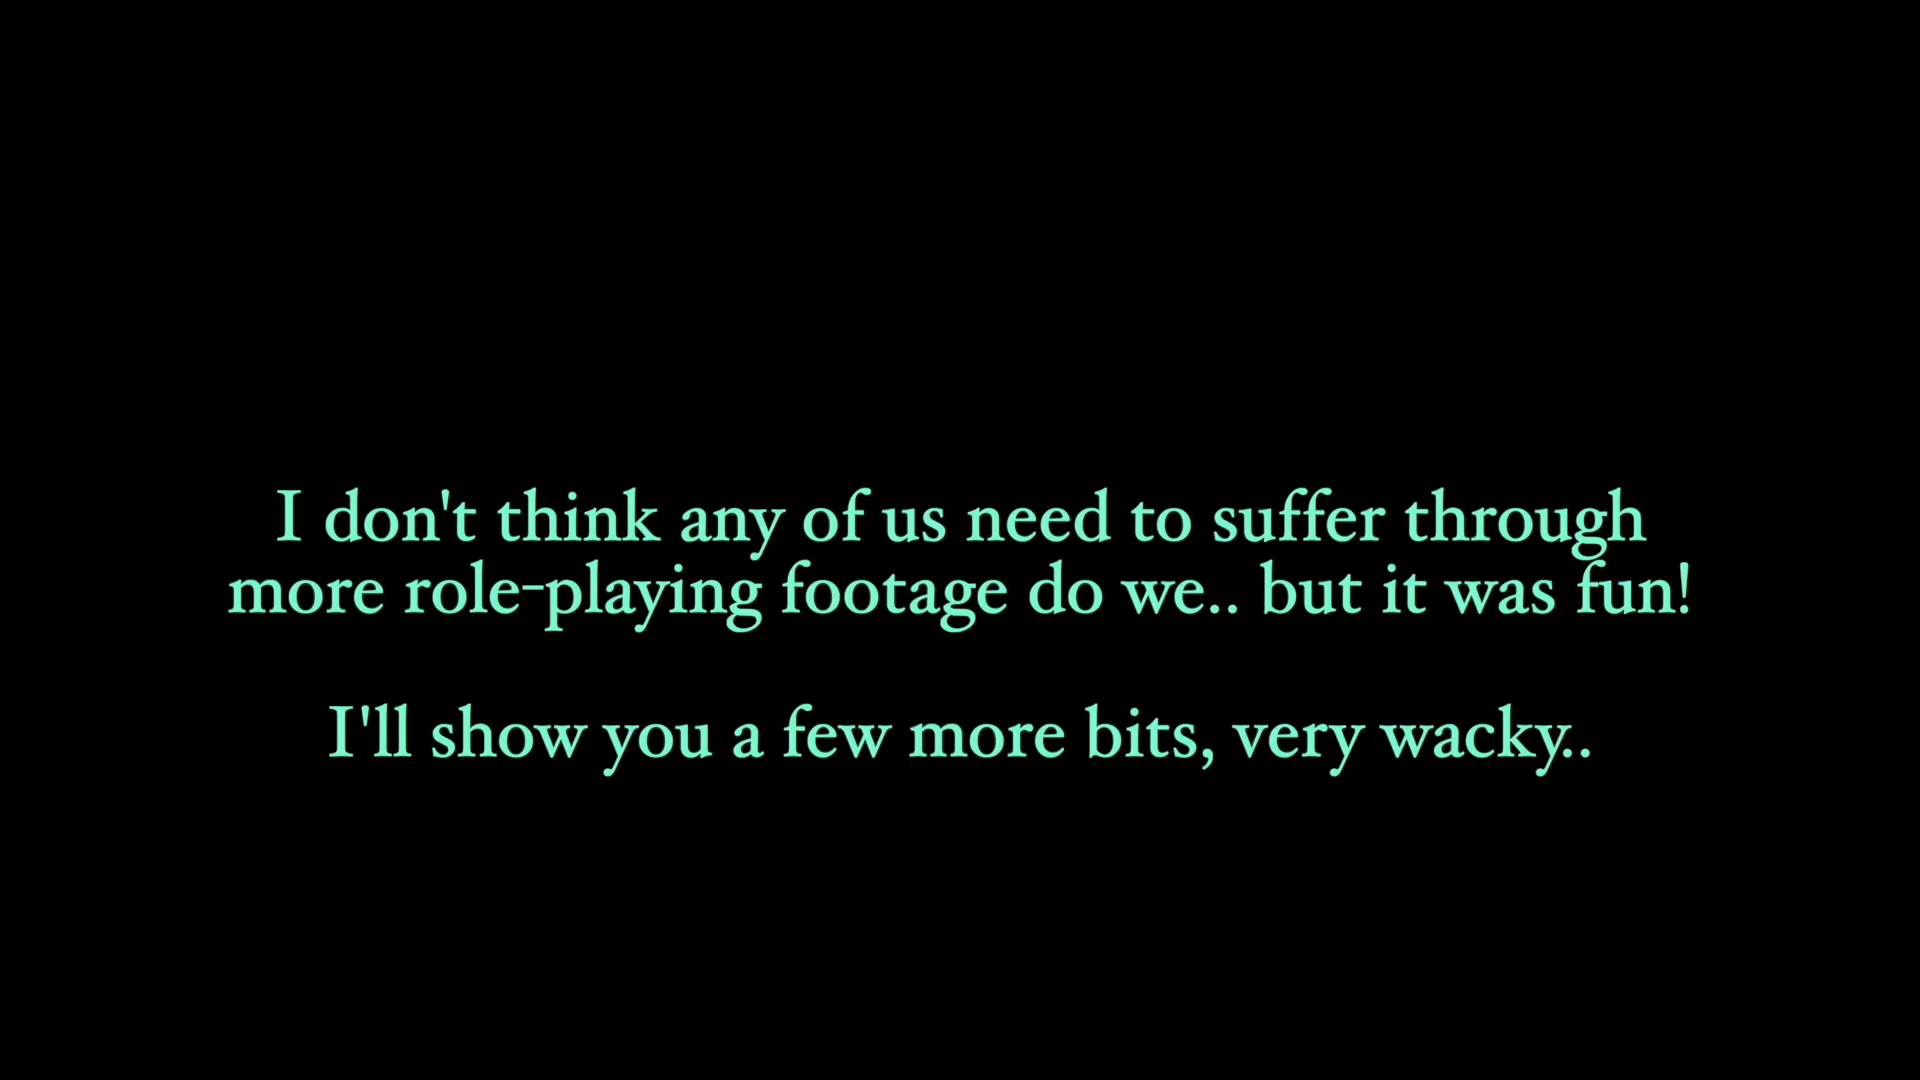 I don't think any of us need to suffer through
more role-playing footage do we.. but it was fun!
I'll show you a few more bits, very wacky..